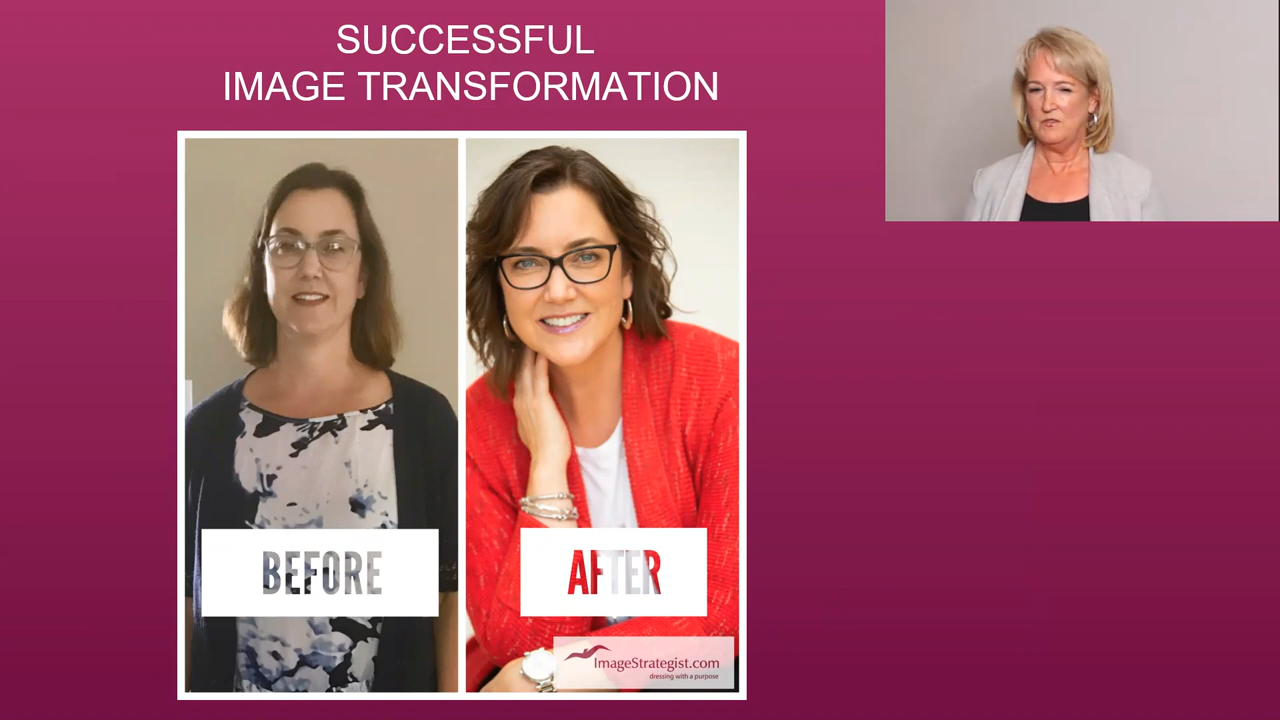 SUCCESSFUL
IMAGE TRANSFORMATION
BEFORE
AFTER
ImageStrategist.com
dressing with a purpose